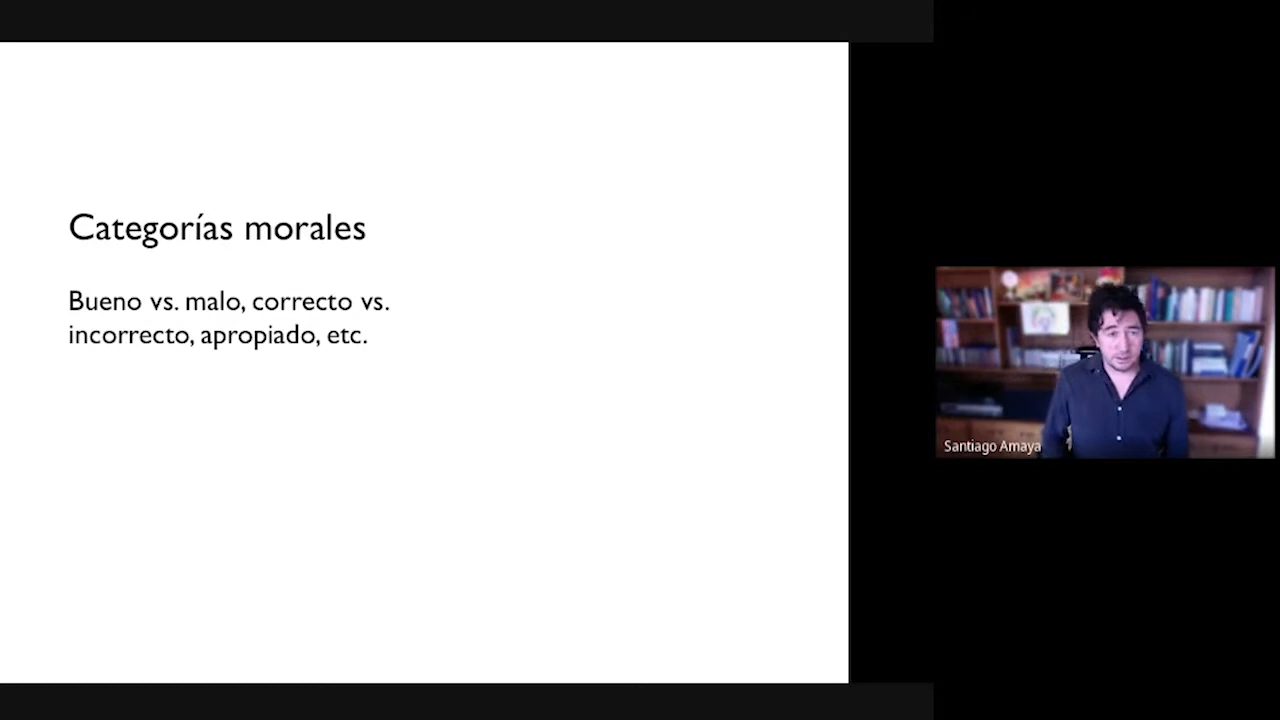 Categorías morales
Bueno vs. malo, correcto vs.
incorrecto, apropiado, etc.
Santiago Amaya